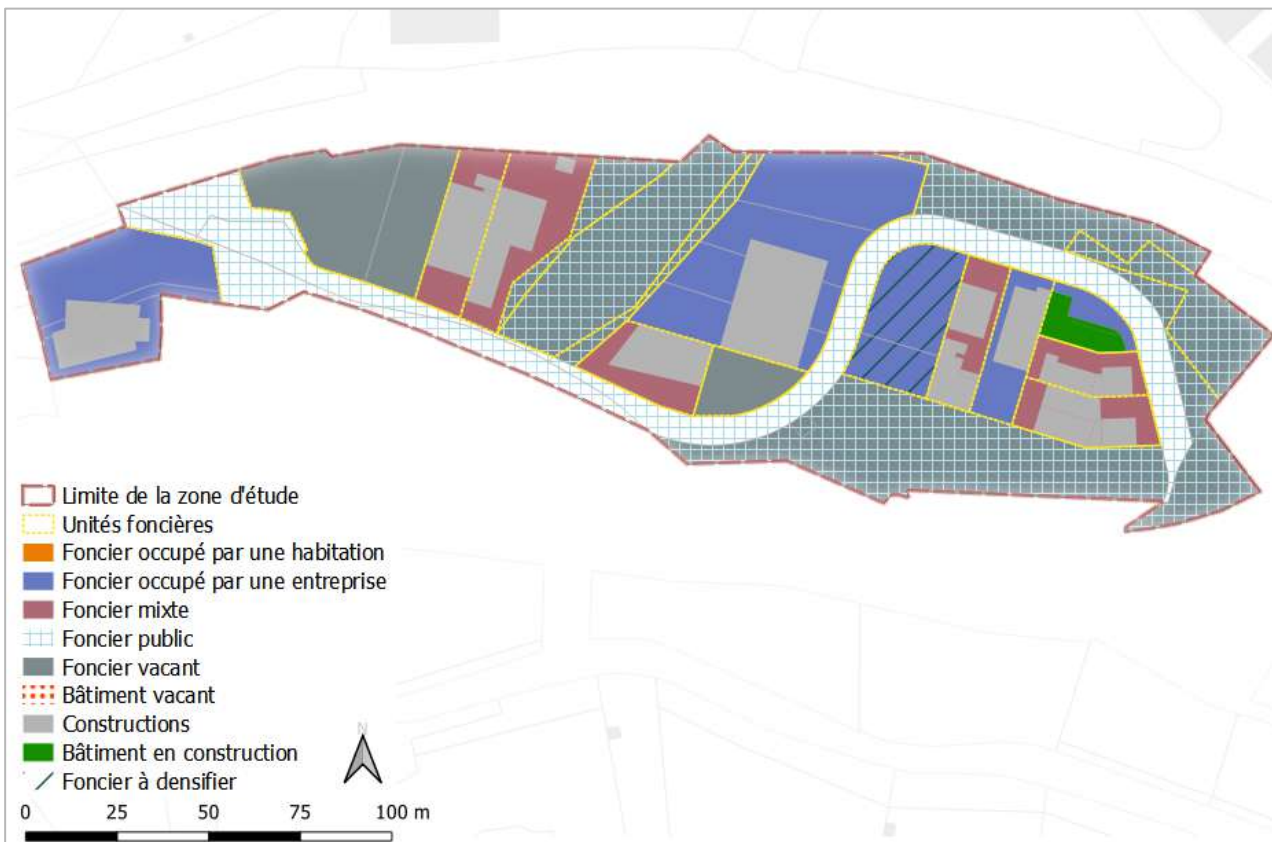 Limite de la zone d'étude
Unités foncières
Foncier occupé par une habitation
Foncier occupé par une entreprise
Foncier mixte
Foncier public
Foncier vacant
Bâtiment vacant
Constructions
Bâtiment en construction
Foncier à densifier
N
0 25 50 75 100 m